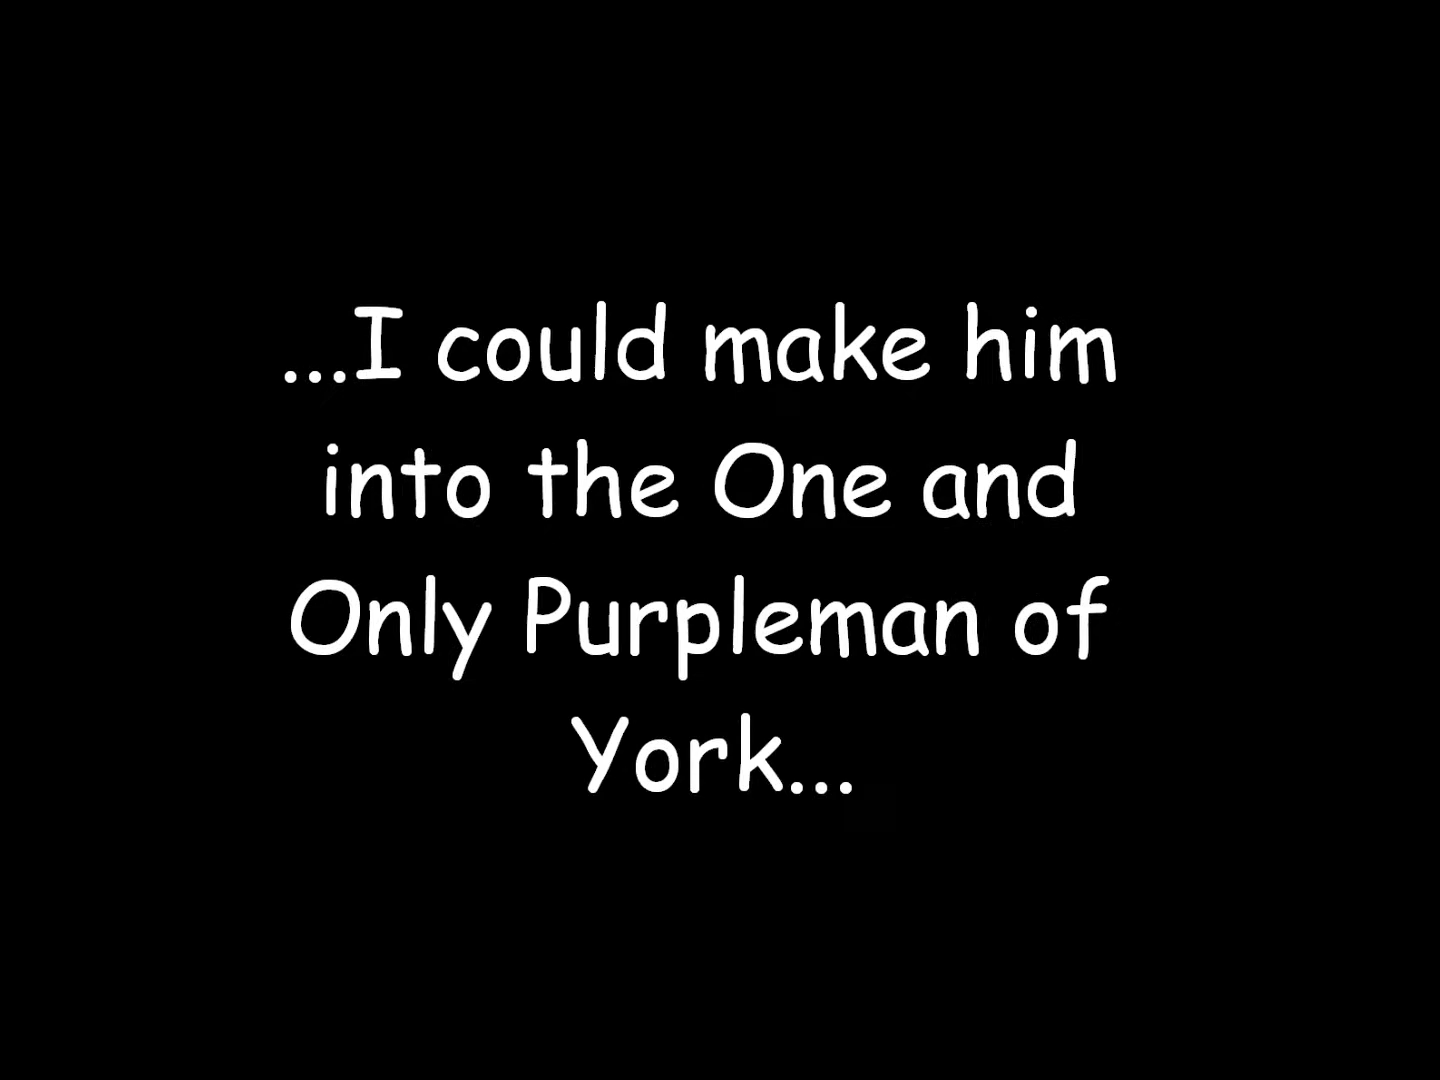 ...I could make him
into the One and
Only Purpleman of
York...